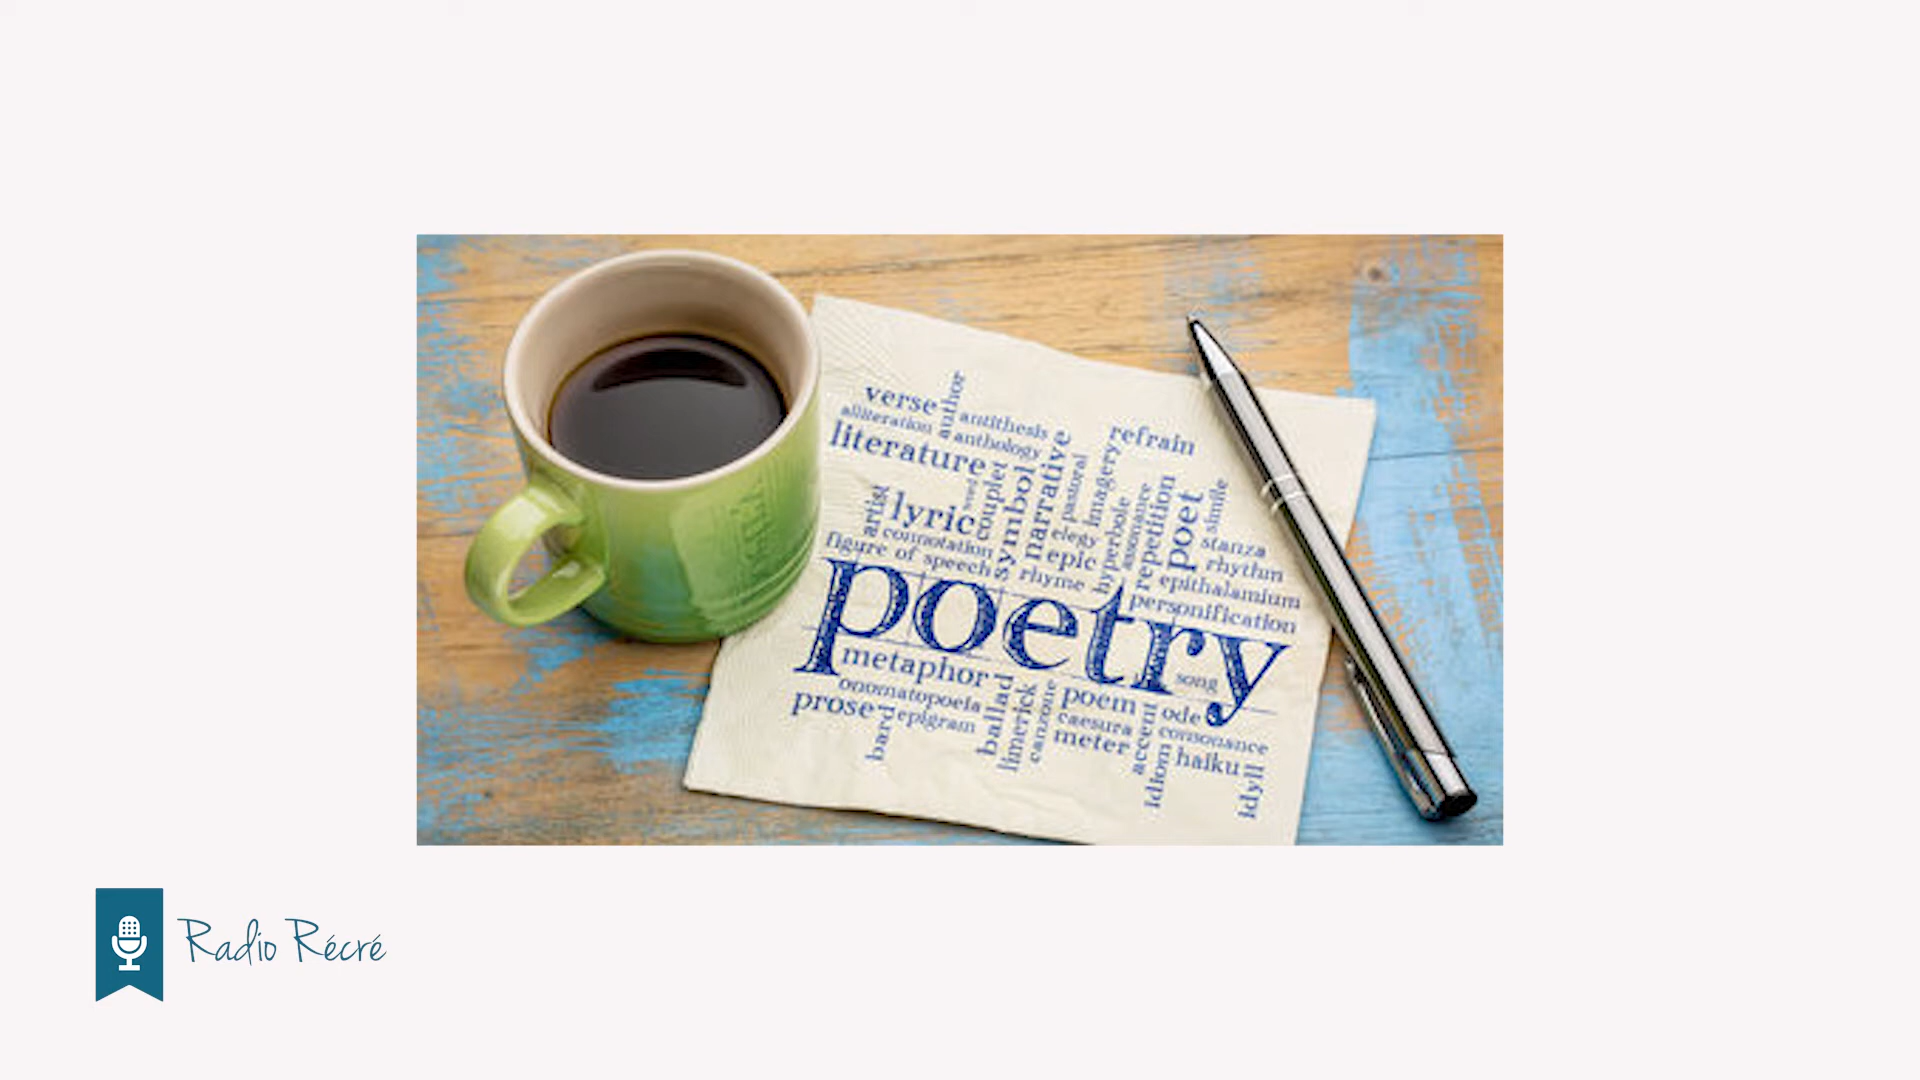 verse
author
alliteration
antithesis
anthology
literature
refrain
artist
lyric
word
couplet
symbol
narrative
pastoral
imagery
connotation
figure of speech
elegy
epic
rhyme
hyperbole
assonance
repetition
poet
simile
stanza
rhythm
epithalamium
personification
poetry
song
metaphor
onomatopoeia
prose
bard
epigram
ballad
limerick
canzone
poem
caesura
meter
accent
idiom
ode
consonance
haiku
idyll
Radio Récré